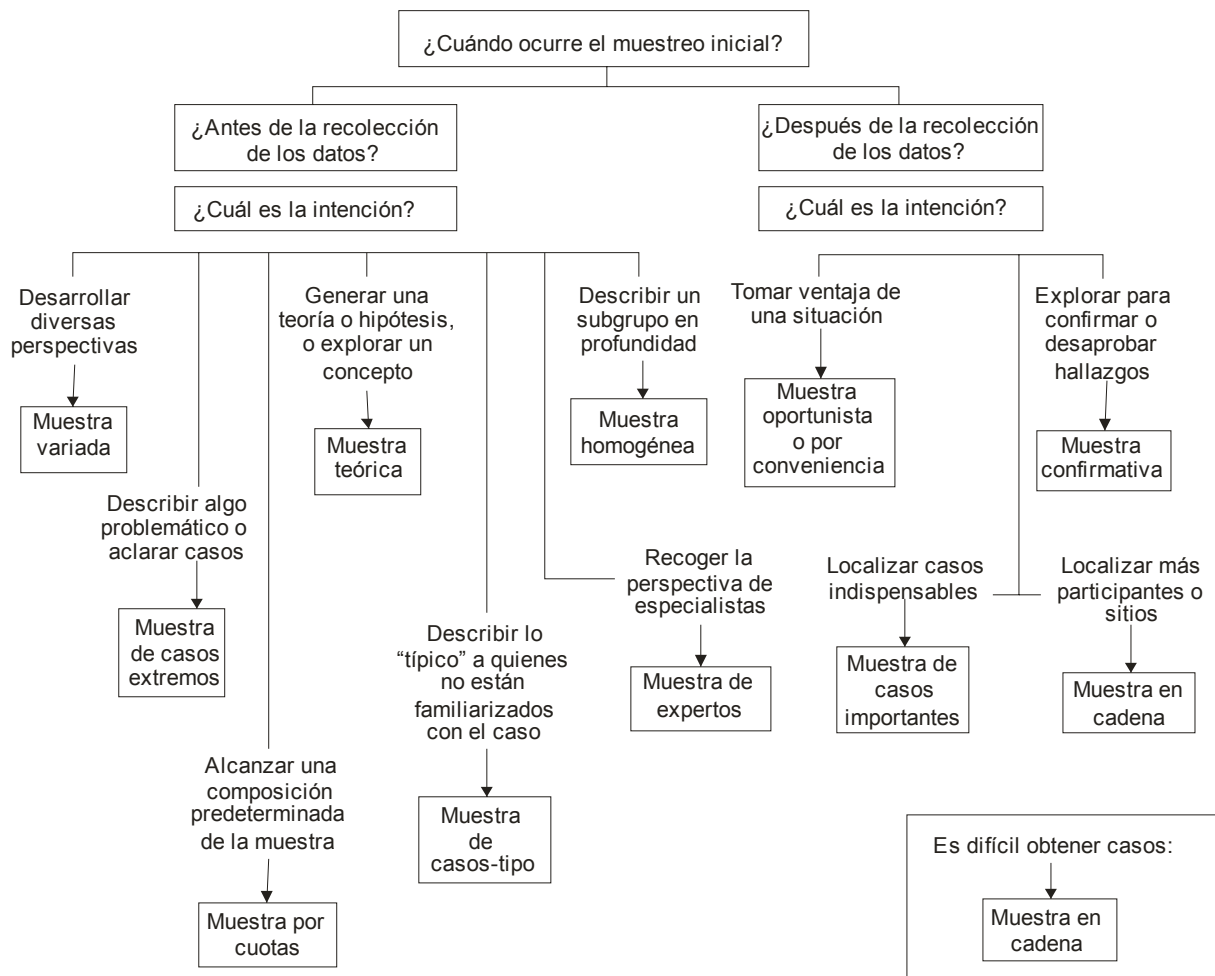 ¿Cuándo ocurre el muestreo inicial?
¿Antes de la recolección
de los datos?
¿Después de la recolección
de los datos?
¿Cuál es la intención?
¿Cuál es la intención?
Desarrollar
diversas
perspectivas
Muestra
variada
Describir algo
problemático o
aclarar casos
Muestra
de casos
extremos
Alcanzar una
composición
predeterminada
de la muestra
Muestra por
cuotas
Generar una
teoría o hipótesis,
o explorar un
concepto
Muestra
teórica
Describir lo
“típico” a quienes
no están
familiarizados
con el caso
Muestra
de
casos-tipo
Recoger la
perspectiva de
especialistas
Muestra de
expertos
Describir un
subgrupo en
profundidad
Muestra
homogénea
Tomar ventaja de
una situación
Muestra
oportunista
o por
conveniencia
Localizar casos
indispensables
Muestra de
casos
importantes
Localizar más
participantes o
sitios
Muestra en
cadena
Explorar para
confirmar o
desaprobar
hallazgos
Muestra
confirmativa
Es difícil obtener casos:
Muestra en
cadena